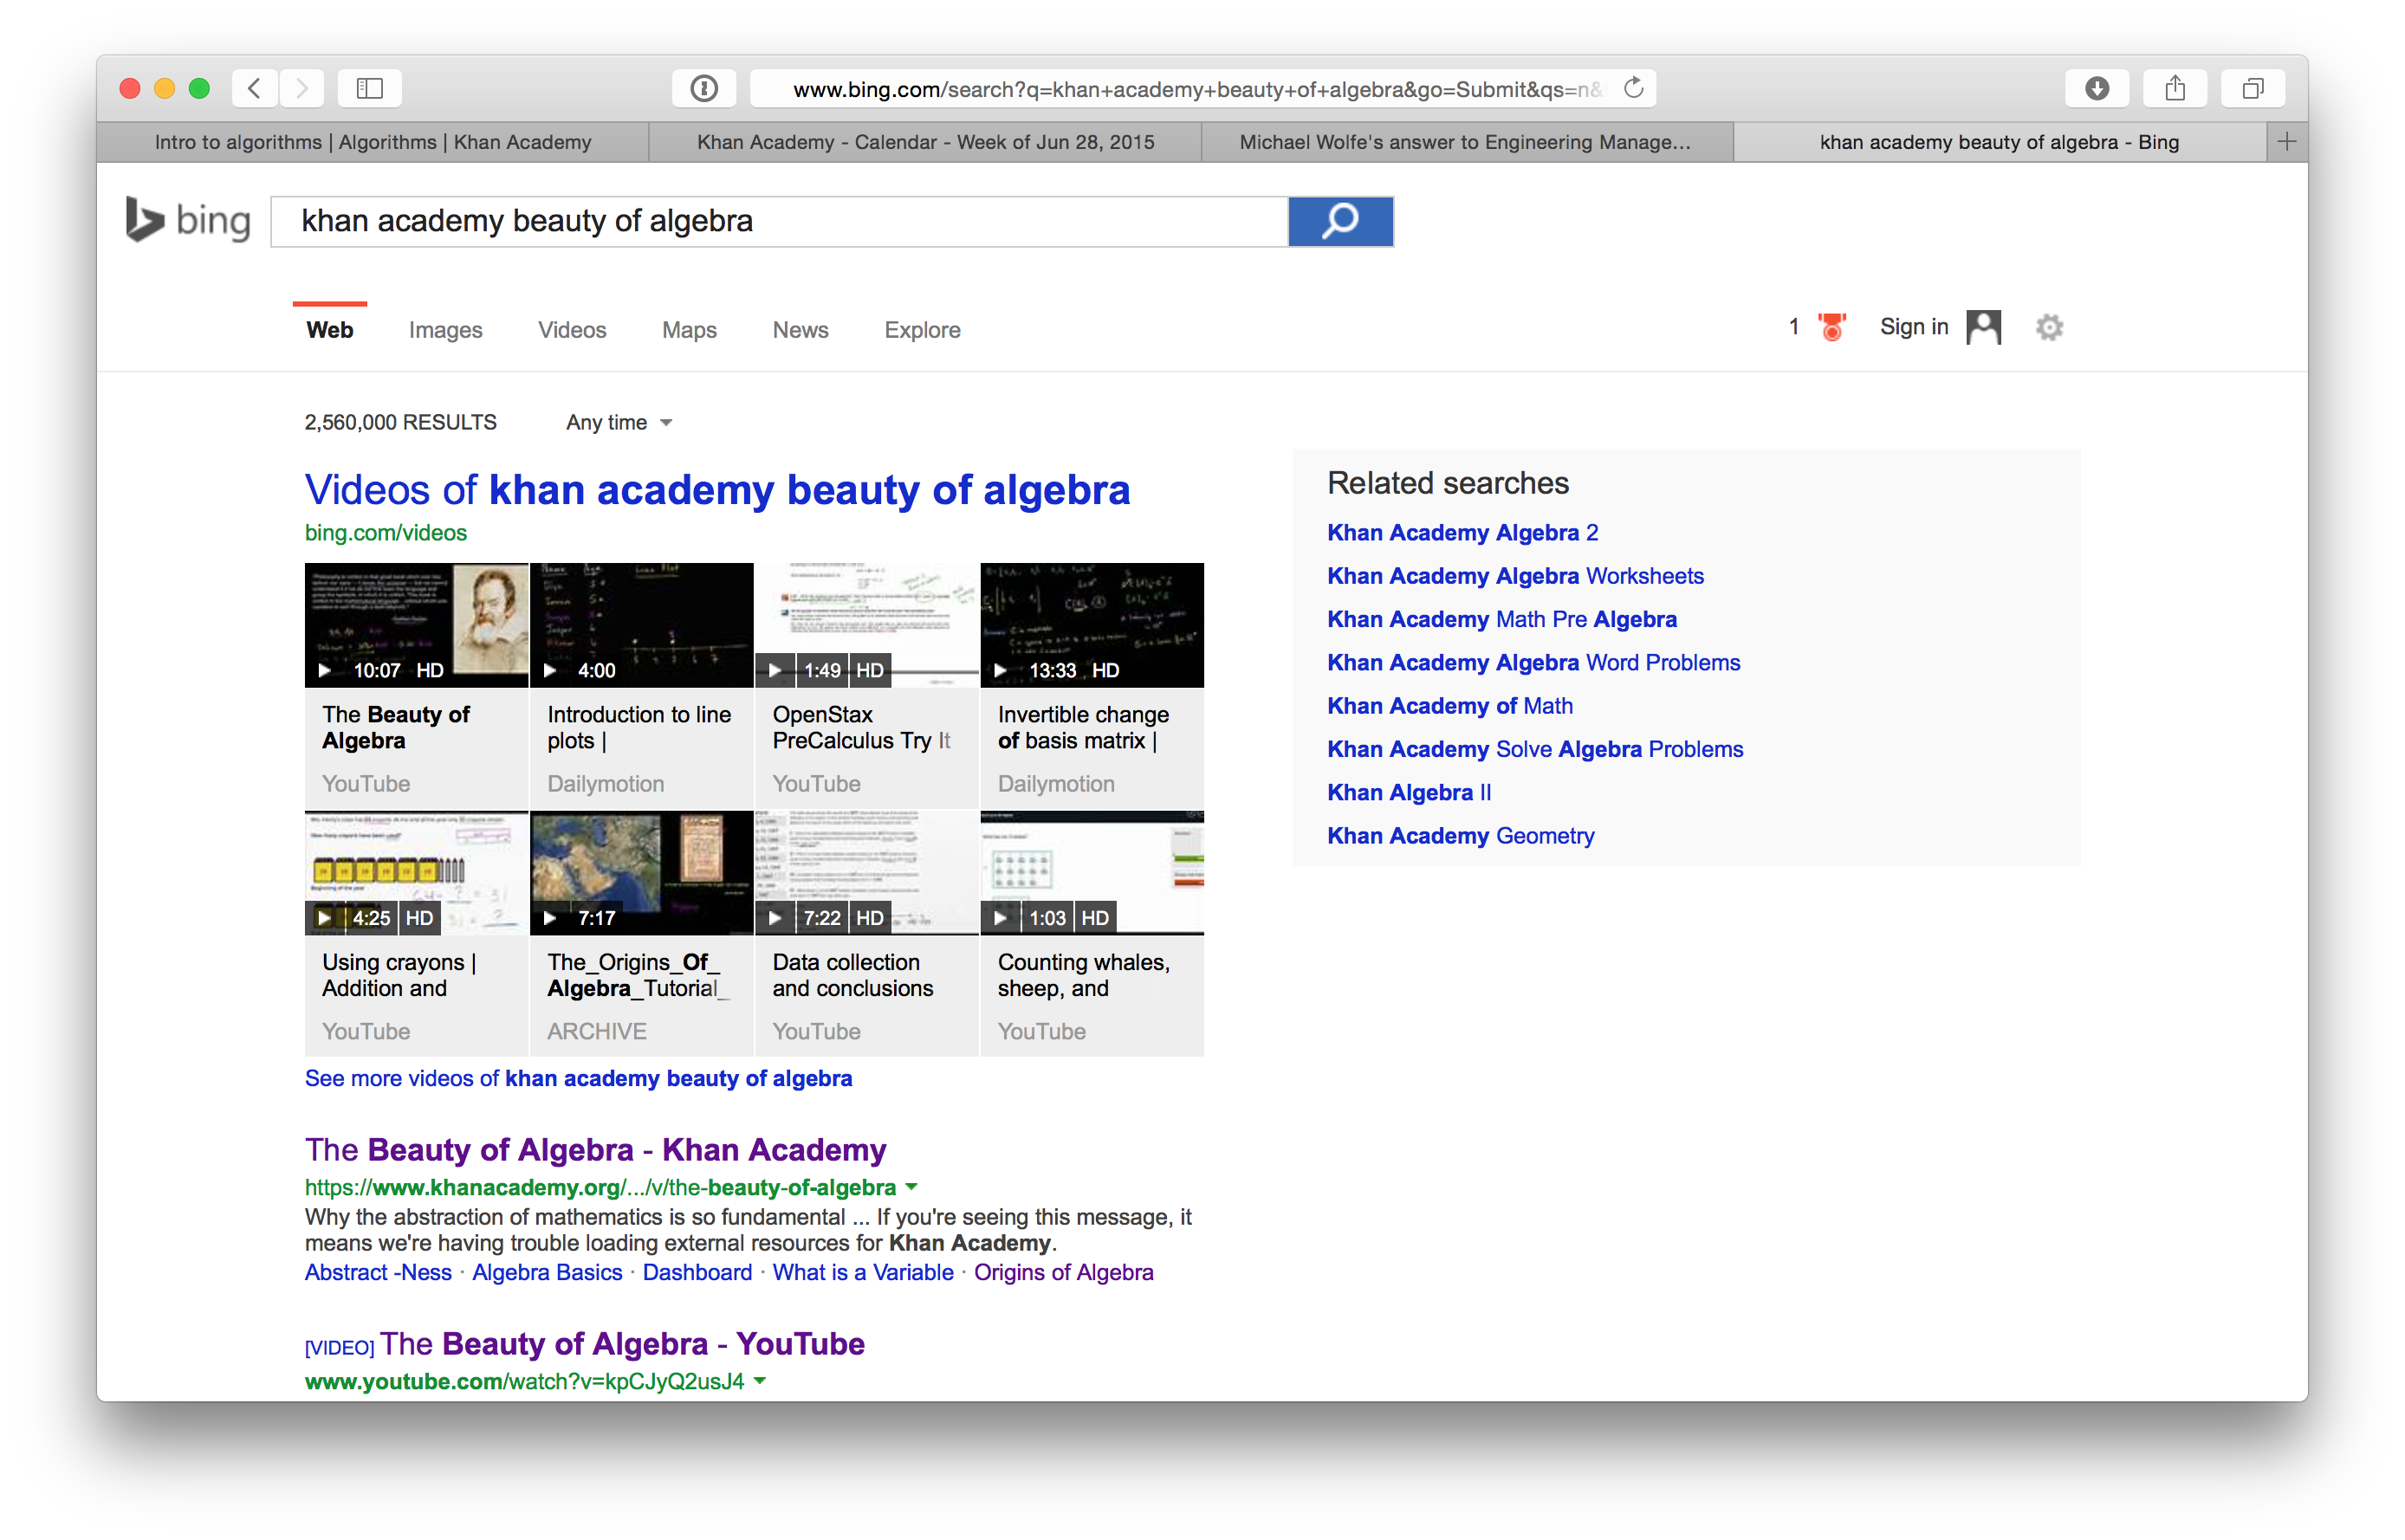 www.bing.com/search?q=khan+academy+beauty+of+algebra&go=Submit&qs=n&
Intro to algorithms | Algorithms | Khan Academy
Khan Academy - Calendar - Week of Jun 28, 2015
Michael Wolfe's answer to Engineering Manage...
khan academy beauty of algebra - Bing
bing
khan academy beauty of algebra
Web Images Videos Maps News Explore
1 Sign in
2,560,000 RESULTS Any time
Videos of khan academy beauty of algebra
bing.com/videos
10:07 HD
4:00
1:49 HD
13:33 HD
The Beauty of
Algebra
YouTube
Introduction to line
plots |
Dailymotion
OpenStax
PreCalculus Try It
YouTube
Invertible change
of basis matrix |
Dailymotion
4:25 HD
7:17
7:22 HD
1:03 HD
Using crayons |
Addition and
YouTube
The_Origins_Of_
Algebra_Tutorial_
ARCHIVE
Data collection
and conclusions
YouTube
Counting whales,
sheep, and
YouTube
See more videos of khan academy beauty of algebra
The Beauty of Algebra - Khan Academy
https://www.khanacademy.org/.../v/the-beauty-of-algebra
Why the abstraction of mathematics is so fundamental ... If you're seeing this message, it
means we're having trouble loading external resources for Khan Academy.
Abstract -Ness · Algebra Basics · Dashboard · What is a Variable · Origins of Algebra
[VIDEO] The Beauty of Algebra - YouTube
www.youtube.com/watch?v=kpCJyQ2usJ4
Related searches
Khan Academy Algebra 2
Khan Academy Algebra Worksheets
Khan Academy Math Pre Algebra
Khan Academy Algebra Word Problems
Khan Academy of Math
Khan Academy Solve Algebra Problems
Khan Algebra II
Khan Academy Geometry